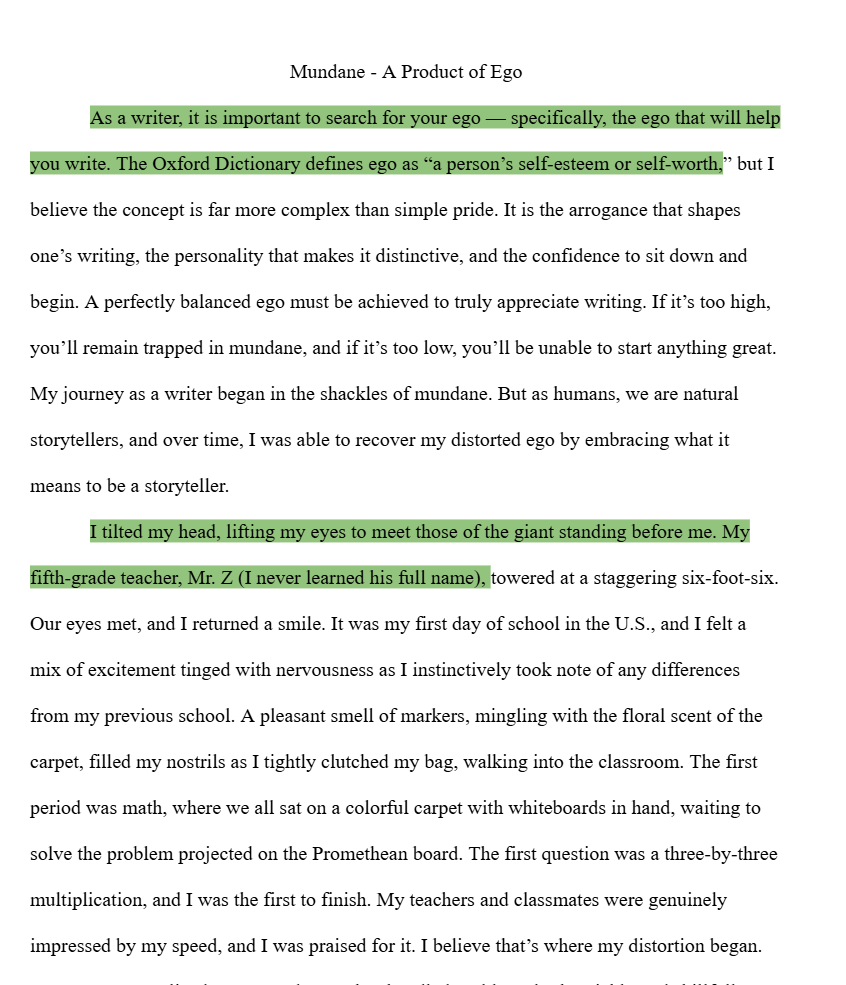 Mundane - A Product of Ego
As a writer, it is important to search for your ego — specifically, the ego that will help
you write. The Oxford Dictionary defines ego as “a person’s self-esteem or self-worth,” but I
believe the concept is far more complex than simple pride. It is the arrogance that shapes
one’s writing, the personality that makes it distinctive, and the confidence to sit down and
begin. A perfectly balanced ego must be achieved to truly appreciate writing. If it’s too high,
you’ll remain trapped in mundane, and if it’s too low, you’ll be unable to start anything great.
My journey as a writer began in the shackles of mundane. But as humans, we are natural
storytellers, and over time, I was able to recover my distorted ego by embracing what it
means to be a storyteller.
I tilted my head, lifting my eyes to meet those of the giant standing before me. My
fifth-grade teacher, Mr. Z (I never learned his full name), towered at a staggering six-foot-six.
Our eyes met, and I returned a smile. It was my first day of school in the U.S., and I felt a
mix of excitement tinged with nervousness as I instinctively took note of any differences
from my previous school. A pleasant smell of markers, mingling with the floral scent of the
carpet, filled my nostrils as I tightly clutched my bag, walking into the classroom. The first
period was math, where we all sat on a colorful carpet with whiteboards in hand, waiting to
solve the problem projected on the Promethean board. The first question was a three-by-three
multiplication, and I was the first to finish. My teachers and classmates were genuinely
impressed by my speed, and I was praised for it. I believe that’s where my distortion began.